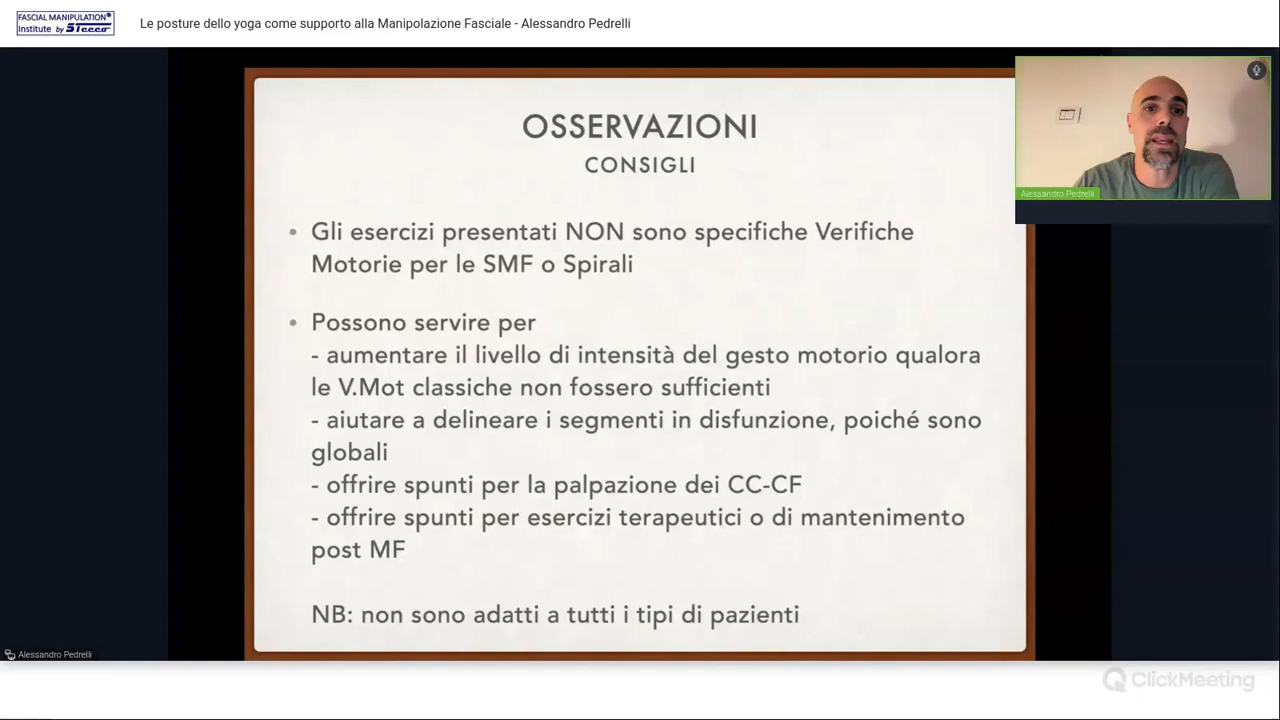 FASCIAL MANIPULATION®
Institute by Stecco
Le posture dello yoga come supporto alla Manipolazione Fasciale - Alessandro Pedrelli
OSSERVAZIONI
CONSIGLI
Alessandro Pedrelli
• Gli esercizi presentati NON sono specifiche Verifiche
Motorie per le SMF o Spirali
• Possono servire per
- aumentare il livello di intensità del gesto motorio qualora
le V.Mot classiche non fossero sufficienti
- aiutare a delineare i segmenti in disfunzione, poiché sono
globali
- offrire spunti per la palpazione dei CC-CF
- offrire spunti per esercizi terapeutici o di mantenimento
post MF
NB: non sono adatti a tutti i tipi di pazienti
Alessandro Pedrelli
ClickMeeting